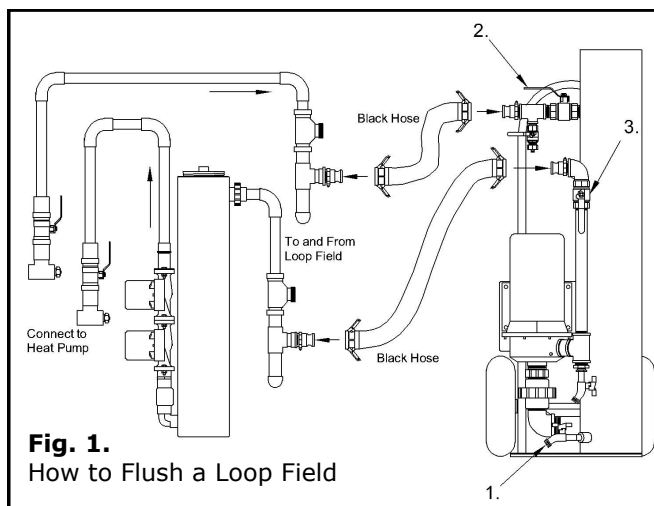 1.
2.
3.
Black Hose
To and From
Loop Field
Connect to
Heat Pump
Black Hose
Fig. 1.
How to Flush a Loop Field